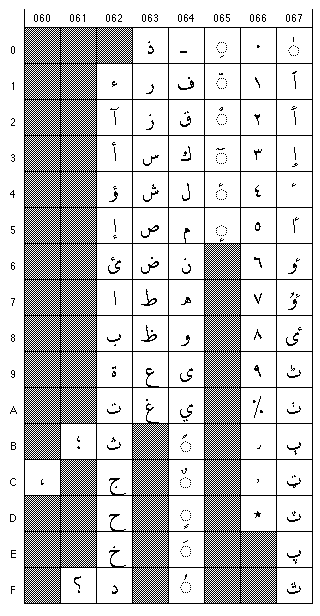 060 061 062 063 064 065 066 067
0 ذ ـ ◌ِ ٠ ◌ٰ
1 ء ر ف ◌ّ ١ ٱ
2 آ ز ق ◌ْ ٢ ٲ
3 أ س ك ◌ٓ ٣ ٳ
4 ؤ ش ل ◌ٔ ٤ ٴ
5 إ ص م ◌ٕ ٥ ٵ
6 ئ ض ن ٦ ٶ
7 ا ط ه ٧ ٷ
8 ب ظ و ٨ ٸ
9 ة ع ى ٩ ٹ
A ت غ ي ٪ ٺ
B ؛ ث ◌ً ٫ ٻ
C ، ج ◌ٌ ٬ ټ
D ح ◌ٍ ٭ ٽ
E خ ◌َ پ
F ؟ د ◌ُ ٿ